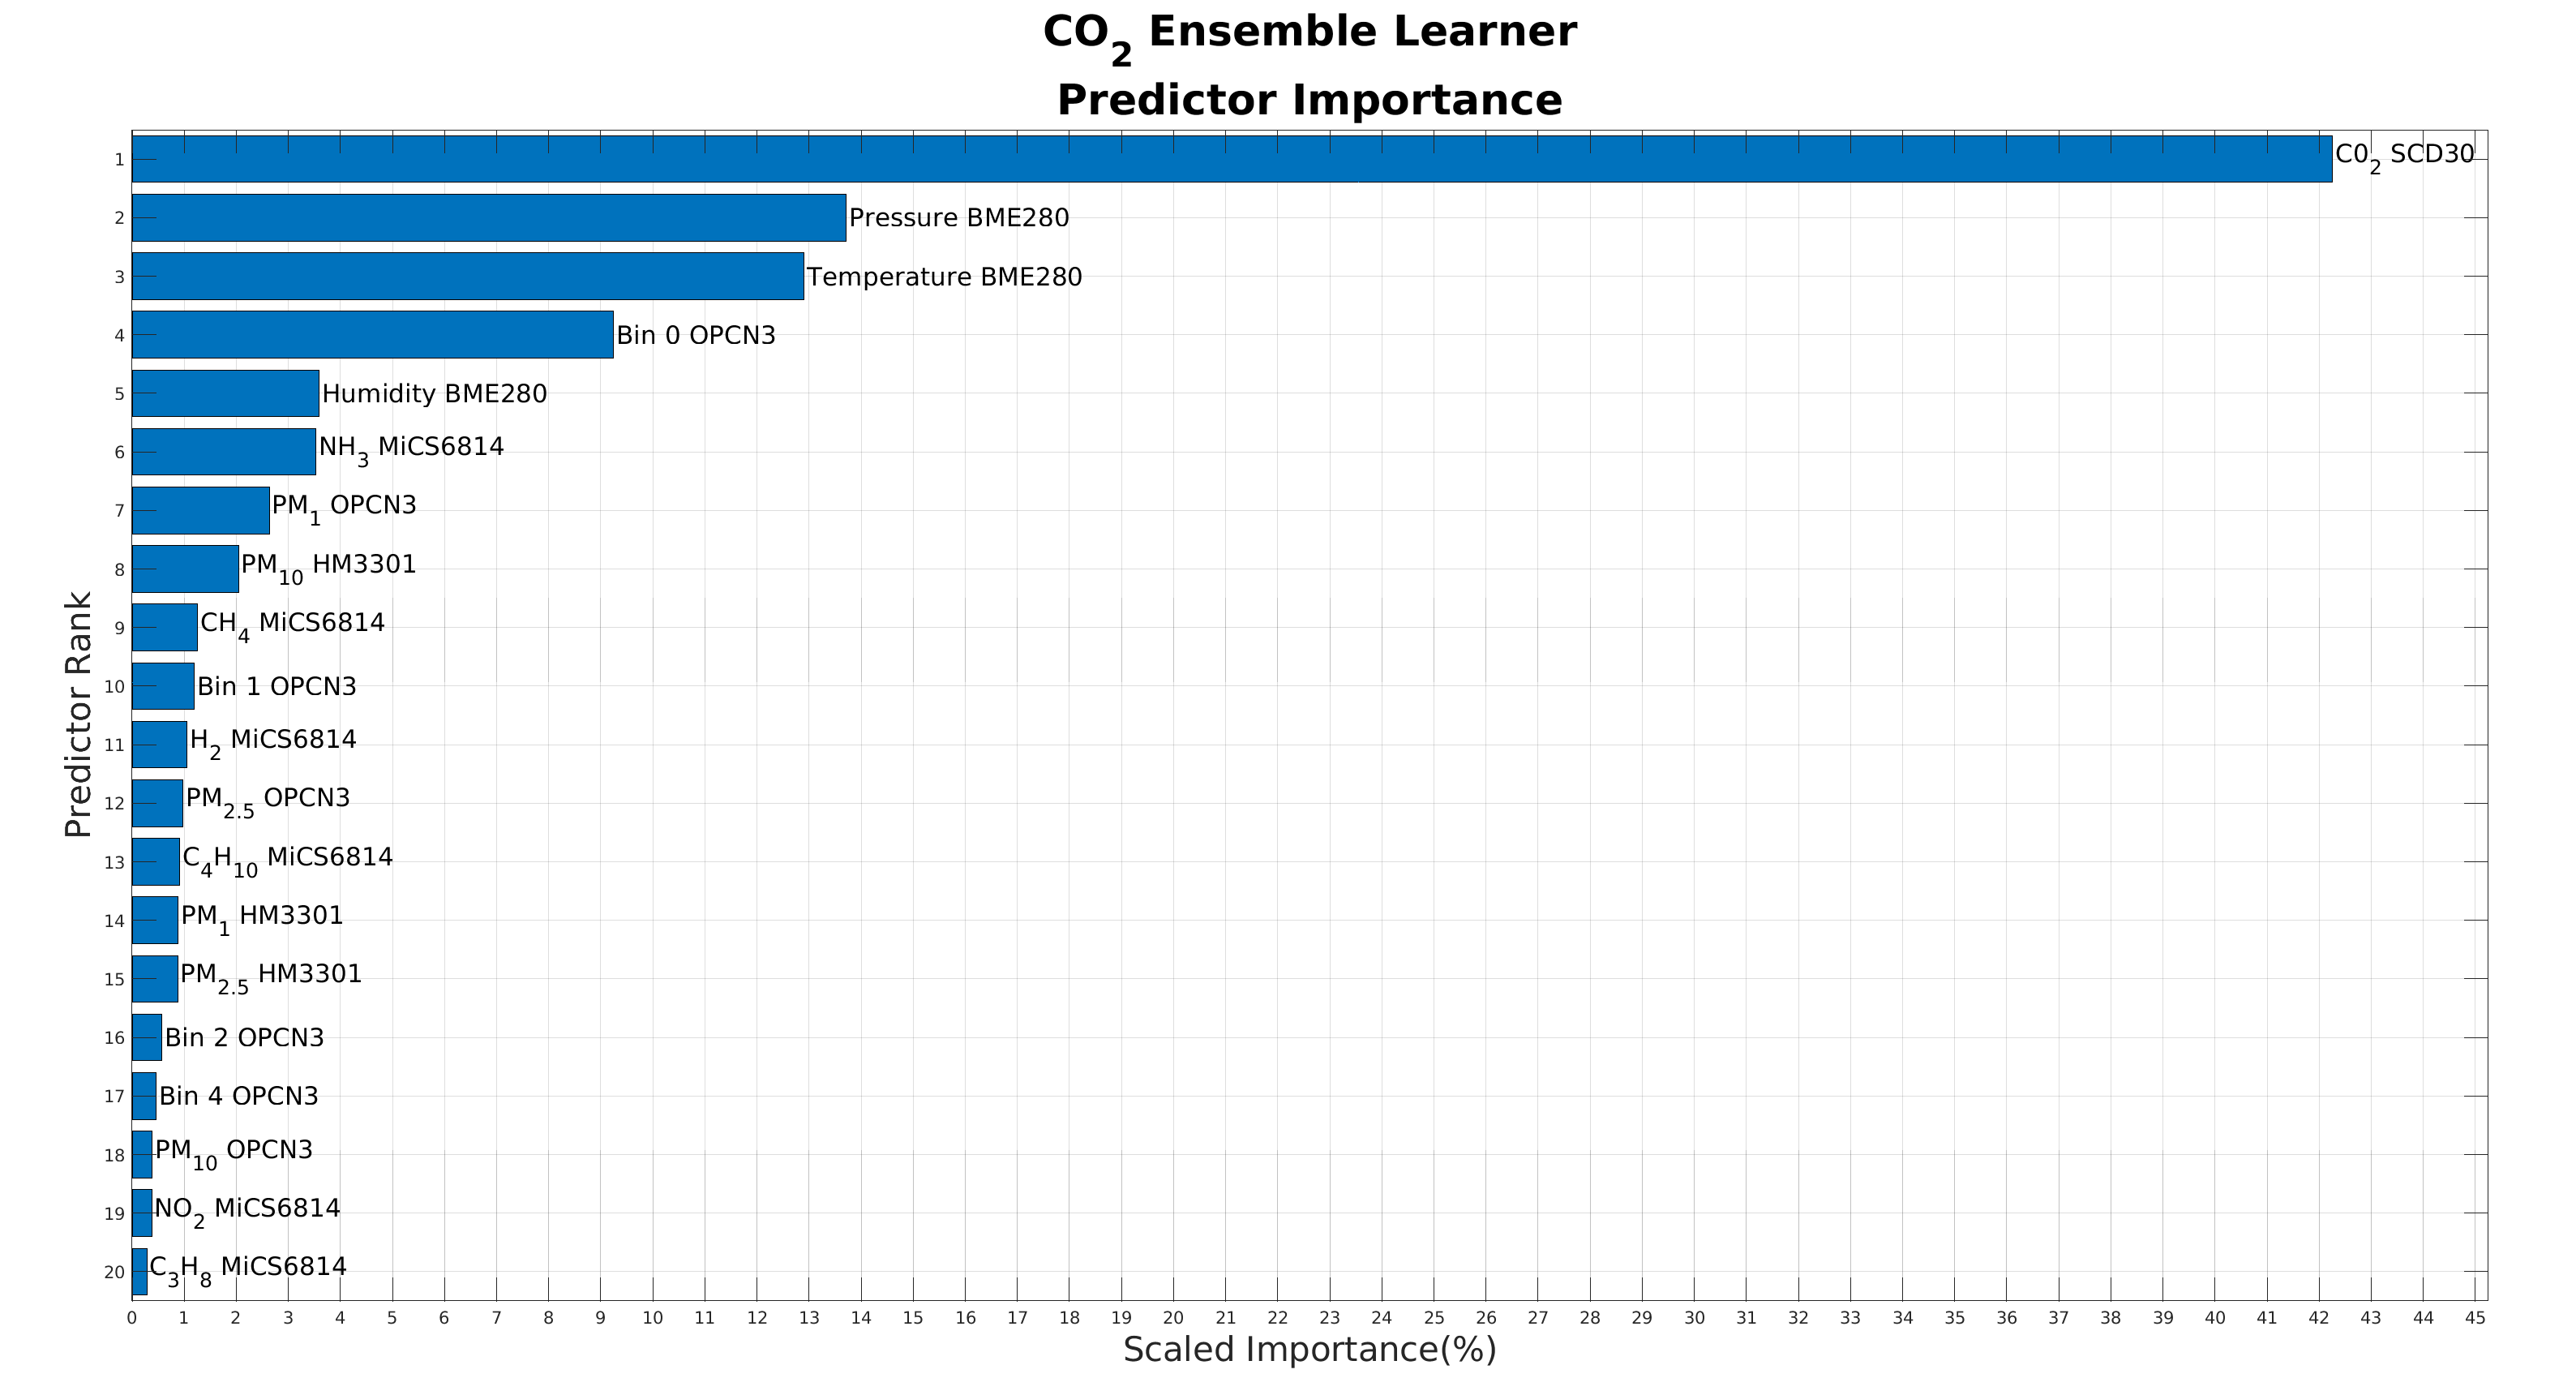 CO₂ Ensemble Learner
Predictor Importance
1 C0₂ SCD30
2 Pressure BME280
3 Temperature BME280
4 Bin 0 OPCN3
5 Humidity BME280
6 NH₃ MiCS6814
7 PM₁ OPCN3
8 PM₁₀ HM3301
9 CH₄ MiCS6814
10 Bin 1 OPCN3
11 H₂ MiCS6814
12 PM₂.₅ OPCN3
13 C₄H₁₀ MiCS6814
14 PM₁ HM3301
15 PM₂.₅ HM3301
16 Bin 2 OPCN3
17 Bin 4 OPCN3
18 PM₁₀ OPCN3
19 NO₂ MiCS6814
20 C₃H₈ MiCS6814
Predictor Rank
0 1 2 3 4 5 6 7 8 9 10 11 12 13 14 15 16 17 18 19 20 21 22 23 24 25 26 27 28 29 30 31 32 33 34 35 36 37 38 39 40 41 42 43 44 45
Scaled Importance(%)